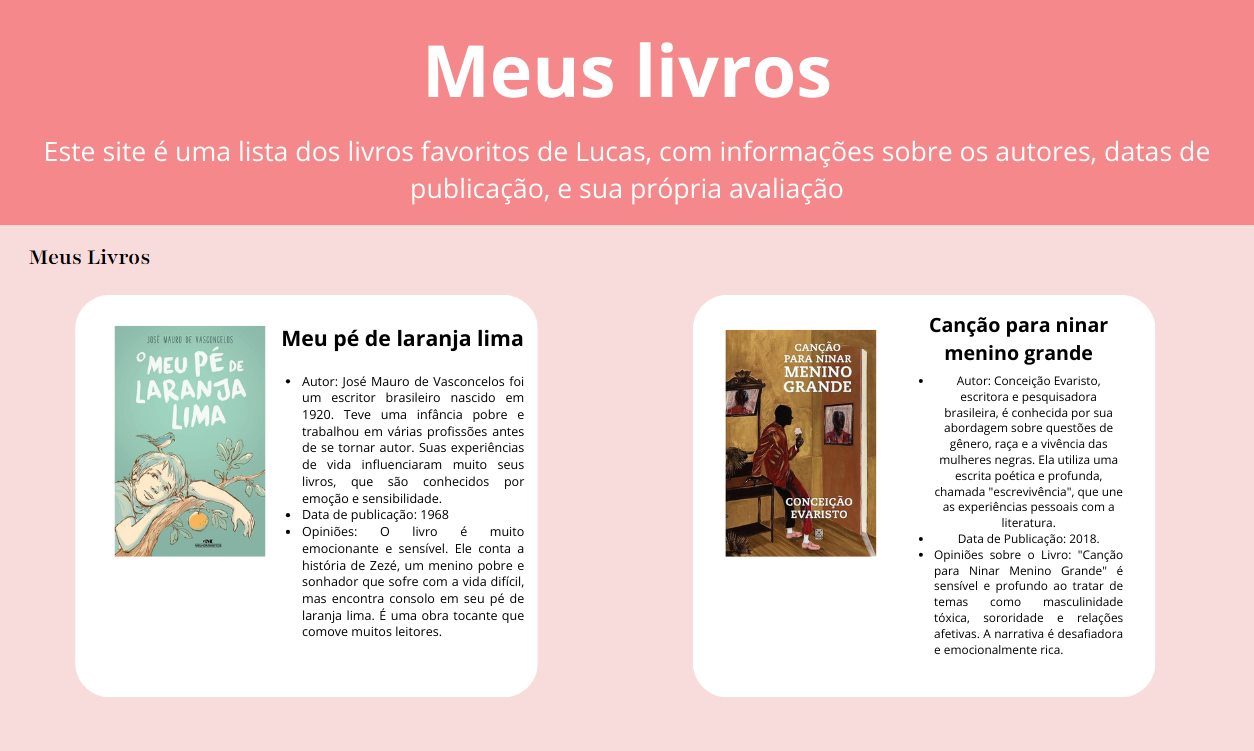 Meus livros
Este site é uma lista dos livros favoritos de Lucas, com informações sobre os autores, datas de
publicação, e sua própria avaliação
Meus Livros
JOSÉ MAURO DE VASCONCELOS
O MEU PÉ DE
LARANJA
LIMA
Meu pé de laranja lima
• Autor: José Mauro de Vasconcelos foi
um escritor brasileiro nascido em
1920. Teve uma infância pobre e
trabalhou em várias profissões antes
de se tornar autor. Suas experiências
de vida influenciaram muito seus
livros, que são conhecidos por
emoção e sensibilidade.
• Data de publicação: 1968
• Opiniões: O livro é muito
emocionante e sensível. Ele conta a
história de Zezé, um menino pobre e
sonhador que sofre com a vida difícil,
mas encontra consolo em seu pé de
laranja lima. É uma obra tocante que
comove muitos leitores.
CANÇÃO
PARA NINAR
MENINO
GRANDE
CONCEIÇÃO
EVARISTO
Canção para ninar
menino grande
• Autor: Conceição Evaristo,
escritora e pesquisadora
brasileira, é conhecida por sua
abordagem sobre questões de
gênero, raça e a vivência das
mulheres negras. Ela utiliza uma
escrita poética e profunda,
chamada "escrevivência", que une
as experiências pessoais com a
literatura.
• Data de Publicação: 2018.
• Opiniões sobre o Livro: "Canção
para Ninar Menino Grande" é
sensível e profundo ao tratar de
temas como masculinidade
tóxica, sororidade e relações
afetivas. A narrativa é desafiadora
e emocionalmente rica.